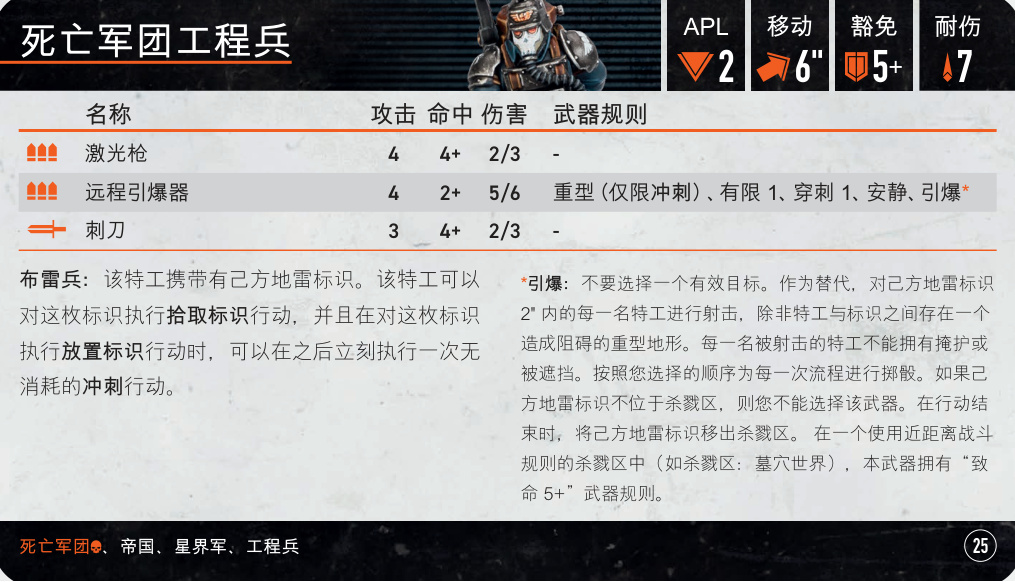 死亡军团工程兵
APL 移动 豁免 耐伤
2 6" 5+ 7
名称 攻击 命中 伤害 武器规则
激光枪 4 4+ 2/3 -
远程引爆器 4 2+ 5/6 重型（仅限冲刺）、有限 1、穿刺 1、安静、引爆*
刺刀 3 4+ 2/3 -
布雷兵：该特工携带有己方地雷标识。该特工可以
对这枚标识执行拾取标识行动，并且在对这枚标识
执行放置标识行动时，可以在之后立刻执行一次无
消耗的冲刺行动。
*引爆：不要选择一个有效目标。作为替代，对己方地雷标识
2" 内的每一名特工进行射击，除非特工与标识之间存在一个
造成阻碍的重型地形。每一名被射击的特工不能拥有掩护或
被遮挡。按照您选择的顺序为每一次流程进行掷骰。如果己
方地雷标识不位于杀戮区，则您不能选择该武器。在行动结
束时，将己方地雷标识移出杀戮区。 在一个使用近距离战斗
规则的杀戮区中（如杀戮区：墓穴世界），本武器拥有“致
命 5+”武器规则。
死亡军团、帝国、星界军、工程兵
25